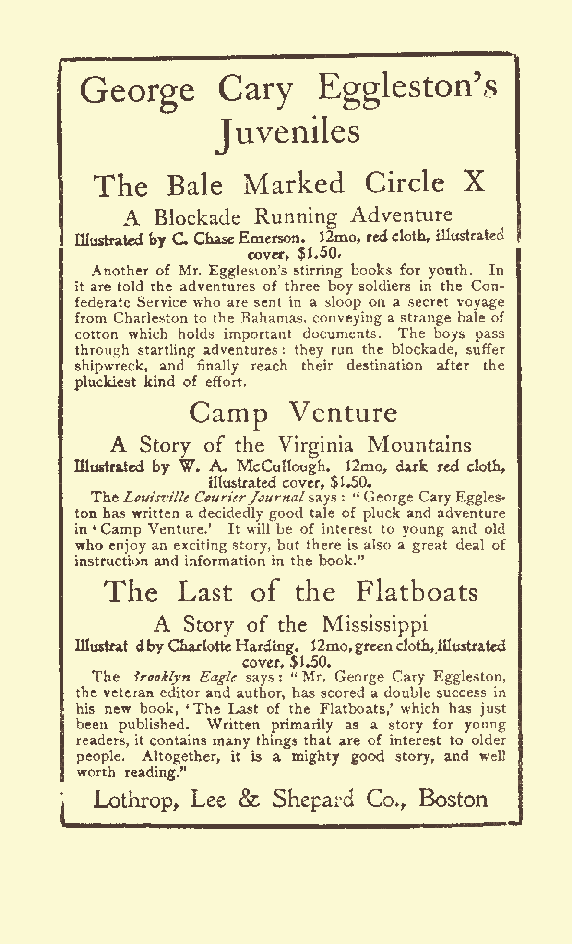 George Cary Eggleston's
Juveniles
The Bale Marked Circle X
A Blockade Running Adventure
Illustrated by C. Chase Emerson. 12mo, red cloth, illustrated
cover, $1.50.
Another of Mr. Eggleston's stirring books for youth. In
it are told the adventures of three boy soldiers in the Con-
federate Service who are sent in a sloop on a secret voyage
from Charleston to the Bahamas, conveying a strange bale of
cotton which holds important documents. The boys pass
through startling adventures: they run the blockade, suffer
shipwreck, and finally reach their destination after the
pluckiest kind of effort.
Camp Venture
A Story of the Virginia Mountains
Illustrated by W. A. McCullough. 12mo, dark red cloth,
illustrated cover, $1.50.
The Louisville Courier Journal says: "George Cary Eggles-
ton has written a decidedly good tale of pluck and adventure
in 'Camp Venture.' It will be of interest to young and old
who enjoy an exciting story, but there is also a great deal of
instruction and information in the book."
The Last of the Flatboats
A Story of the Mississippi
Illustrat d by Charlotte Harding. 12mo, green cloth, illustrated
cover, $1.50.
The Brooklyn Eagle says: "Mr. George Cary Eggleston,
the veteran editor and author, has scored a double success in
his new book, 'The Last of the Flatboats,' which has just
been published. Written primarily as a story for young
readers, it contains many things that are of interest to older
people. Altogether, it is a mighty good story, and well
worth reading."
Lothrop, Lee & Shepard Co., Boston